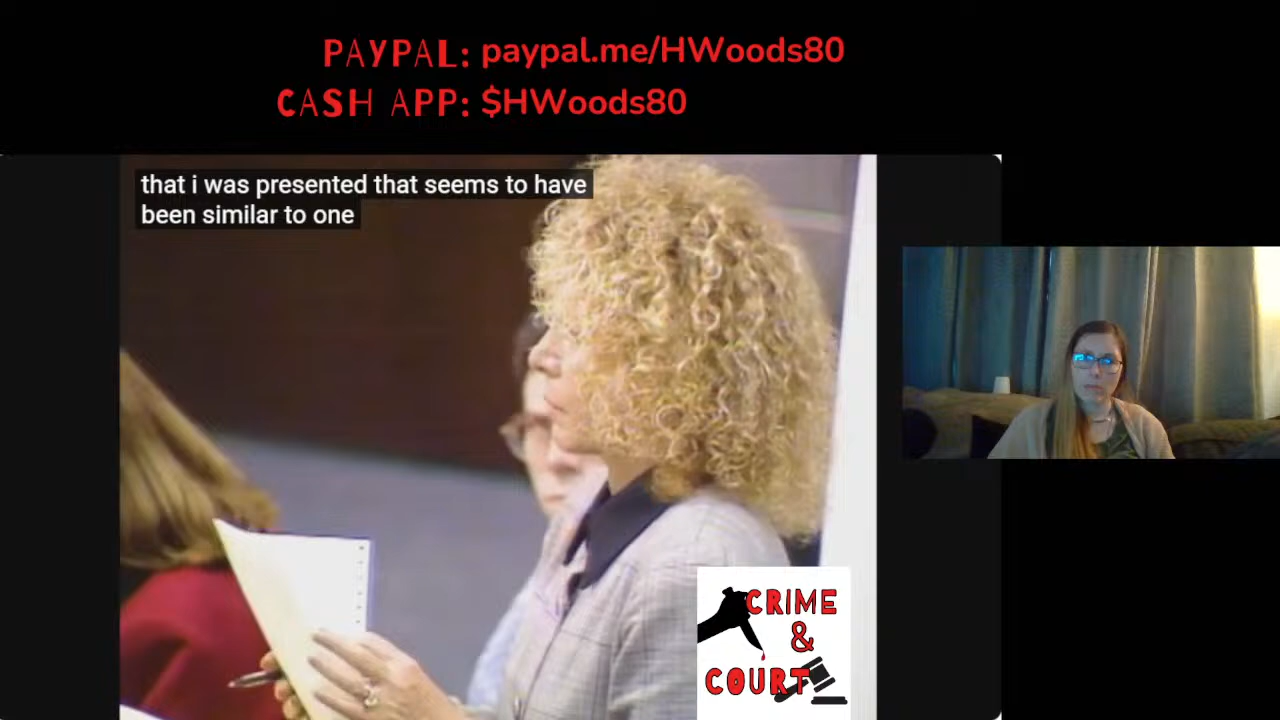 PAYPAL: paypal.me/HWoods80
CASH APP: $HWoods80
that i was presented that seems to have
been similar to one
CRIME
&
COURT